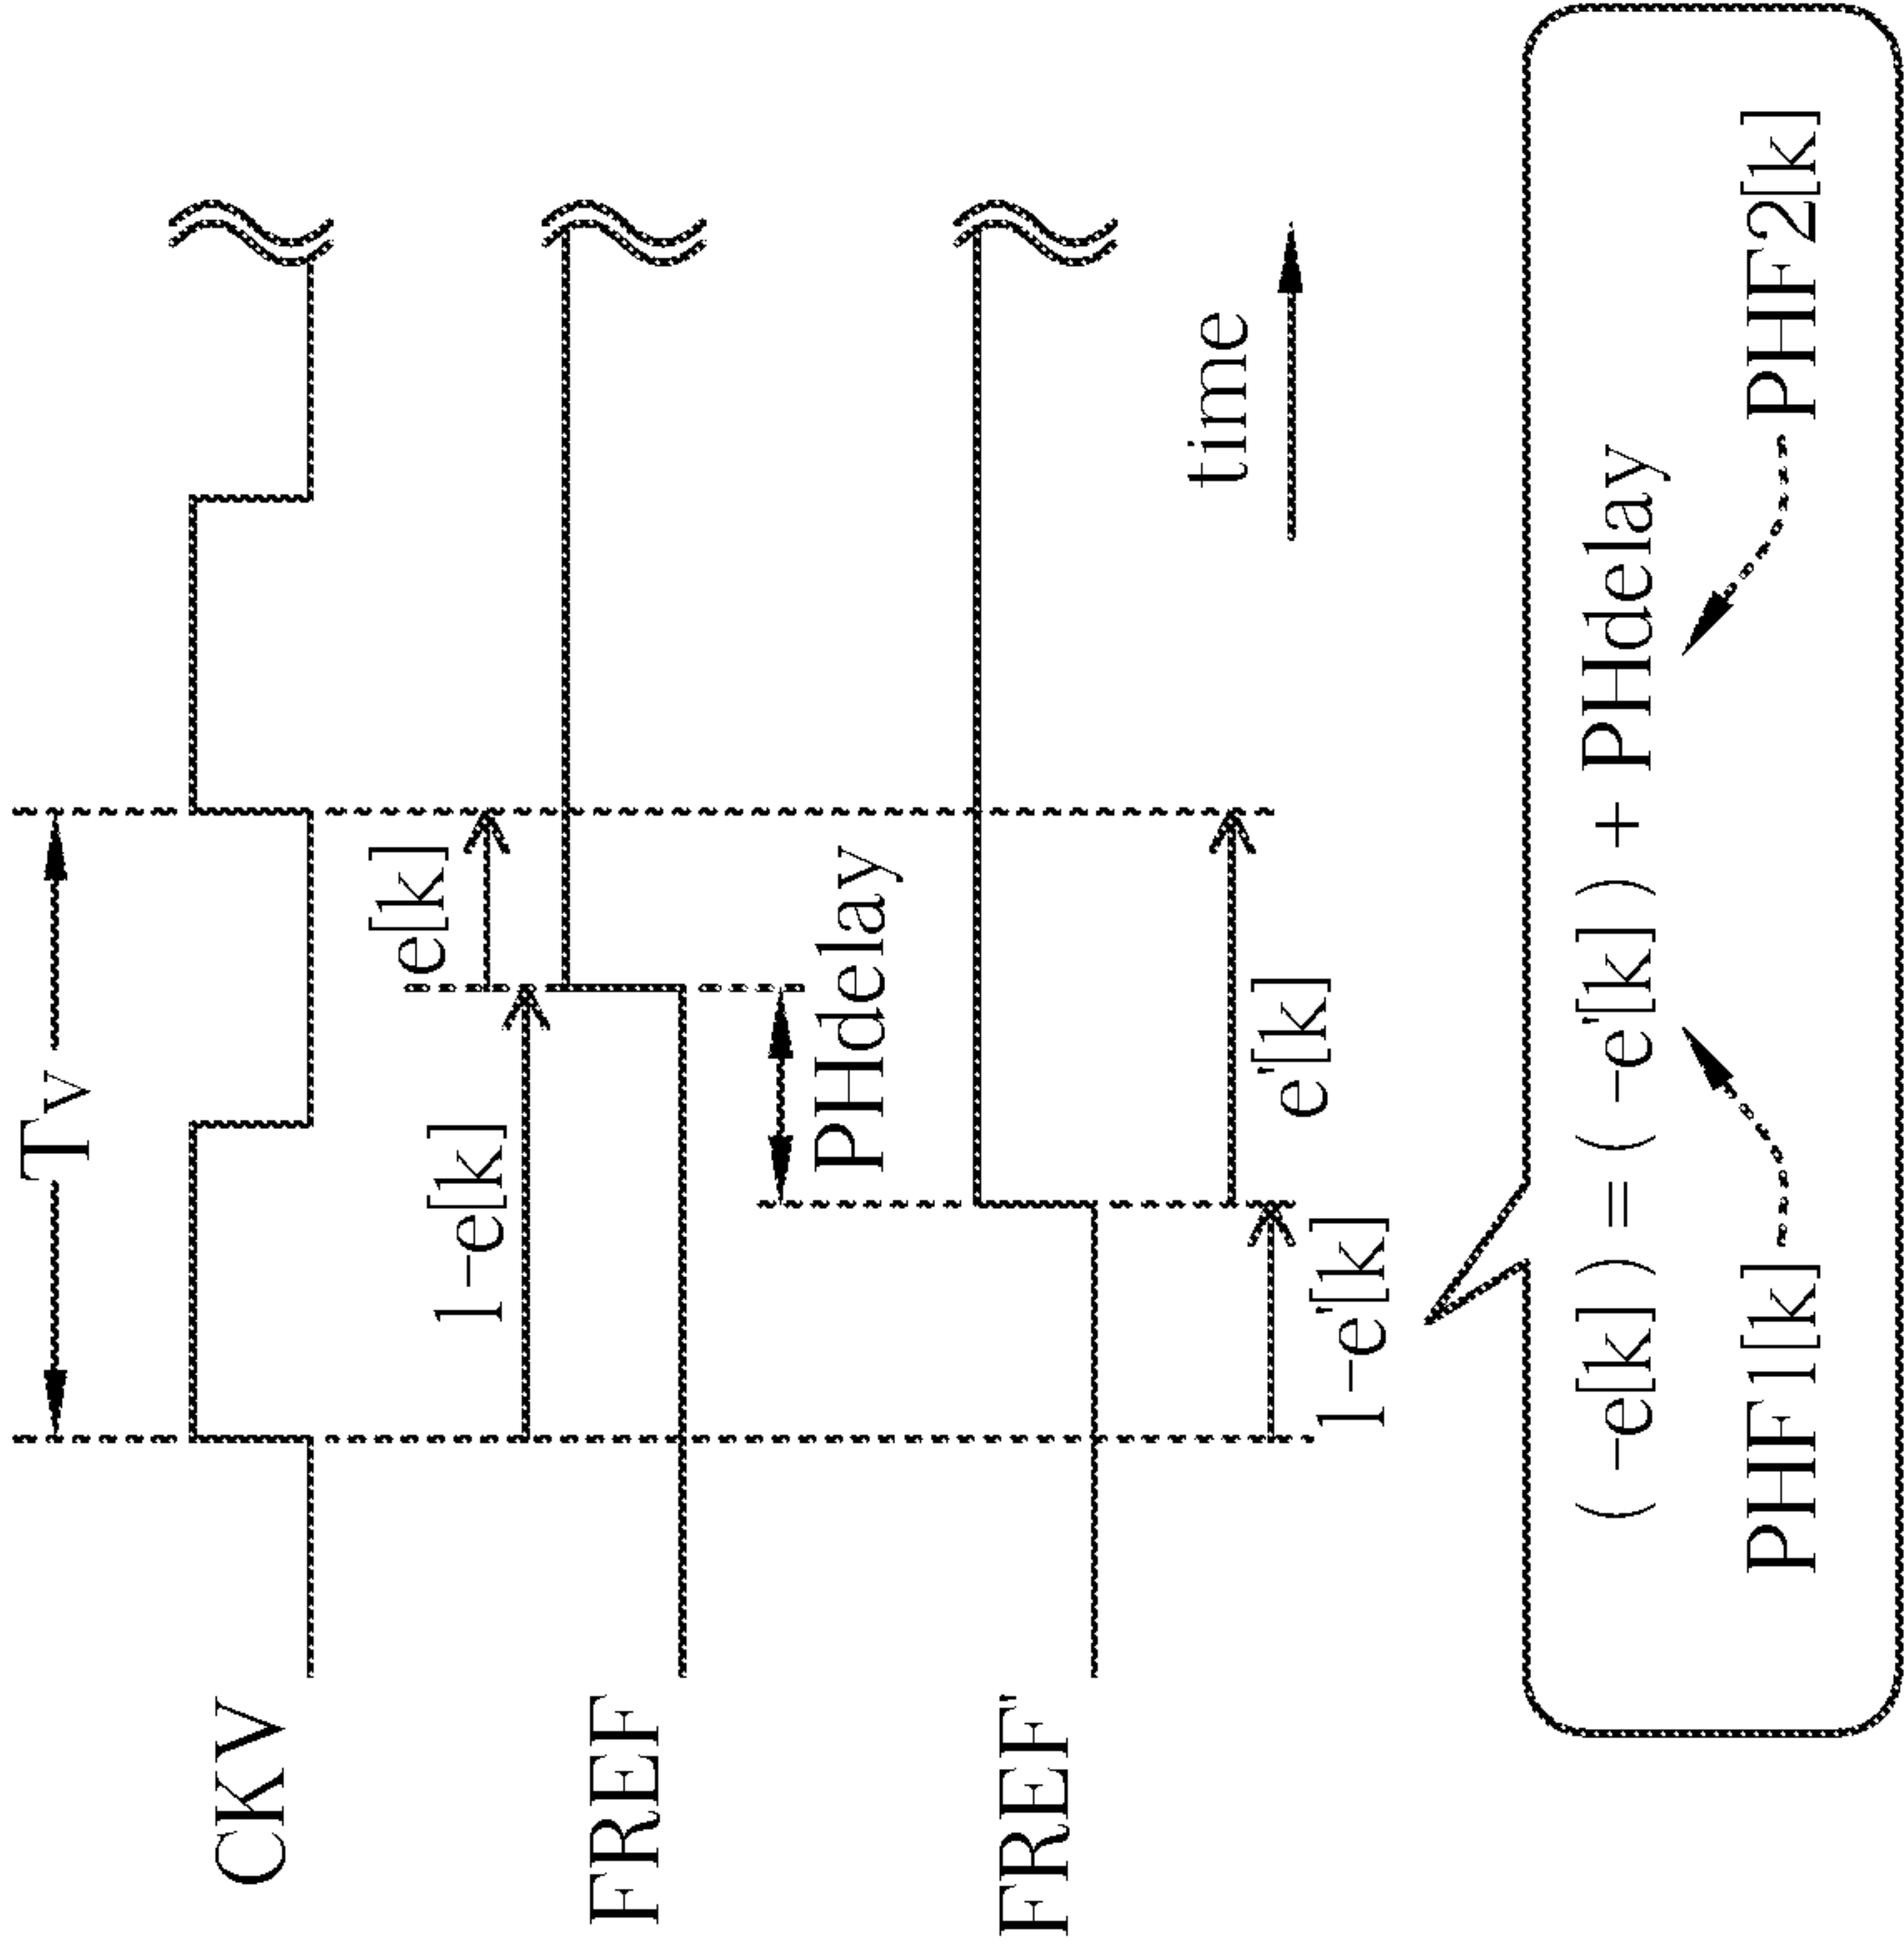 Tv
CKV
e[k]
1-e[k]
FREF
PHdelay
FREF'
e'[k]
1-e'[k]
time
( -e[k] ) = ( -e'[k] ) + PHdelay
PHF1[k]
PHF2[k]